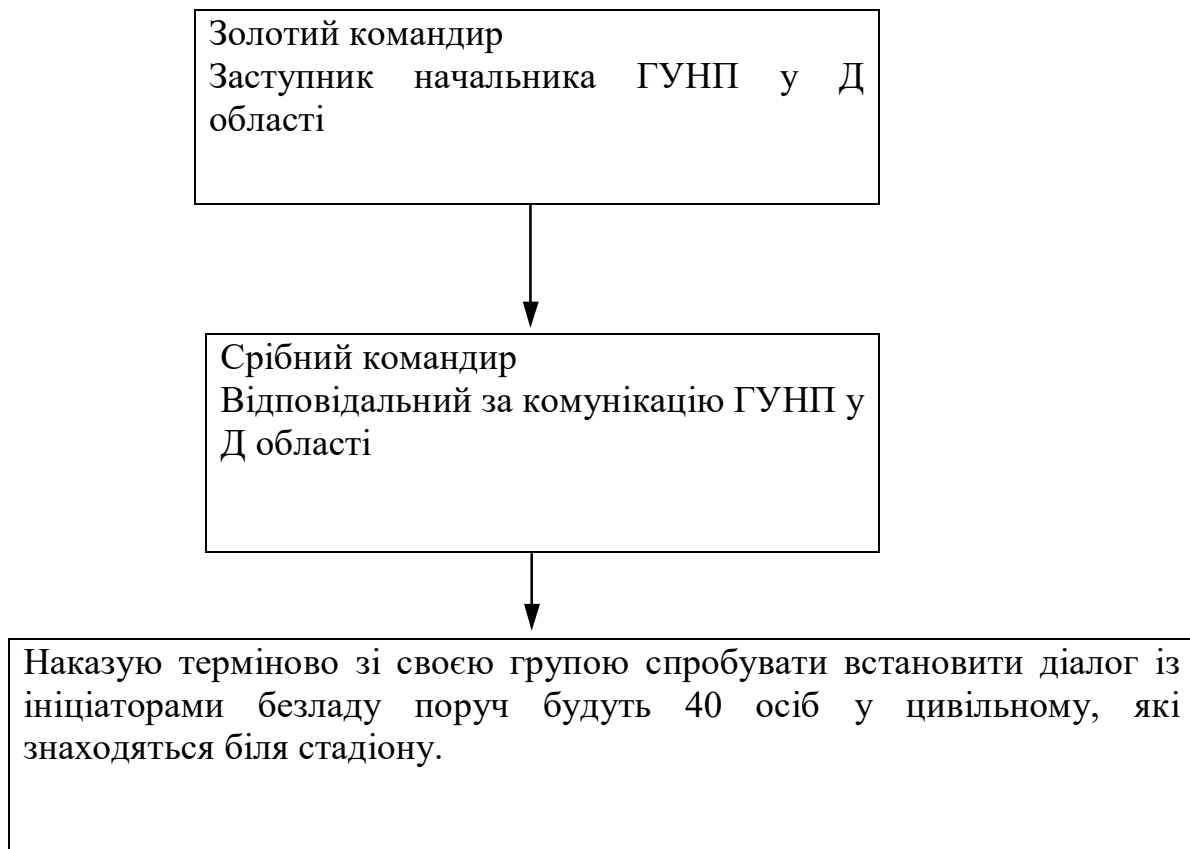 Золотий командир
Заступник начальника ГУНП у Д
області
Срібний командир
Відповідальний за комунікацію ГУНП у
Д області
Наказую терміново зі своєю групою спробувати встановити діалог із
ініціаторами безладу поруч будуть 40 осіб у цивільному, які
знаходяться біля стадіону.